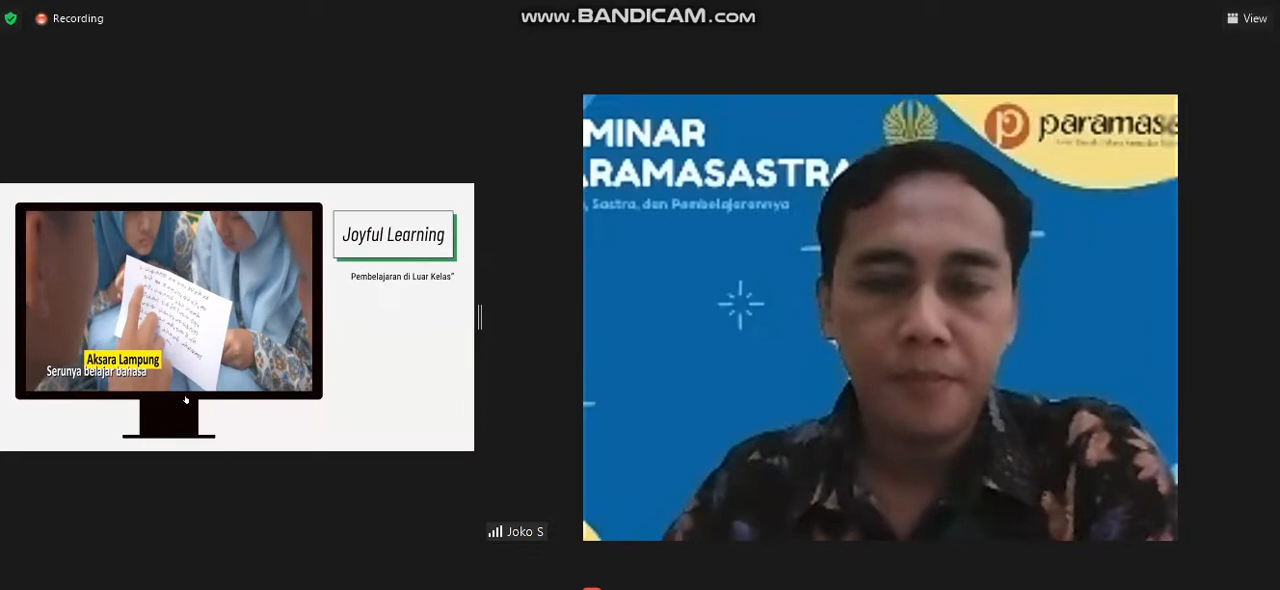 Recording
www.BANDICAM.com
View
Joyful Learning
Pembelajaran di Luar Kelas"
Aksara Lampung
Serunya belajar bahasa
MINAR
ARAMASASTRA
, Sastra, dan Pembelajarannya
paramasa
Joko S